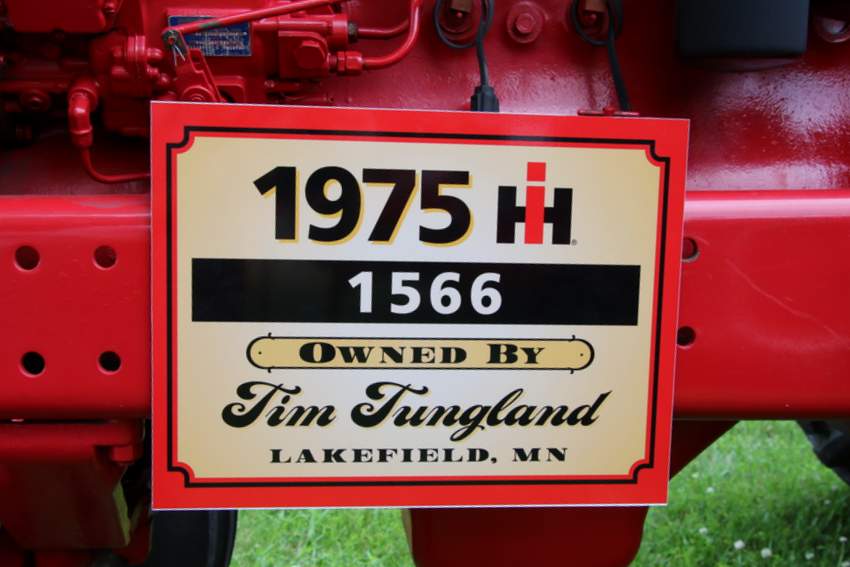 1975 IH
1566
OWNED BY
Tim Tungland
LAKEFIELD, MN